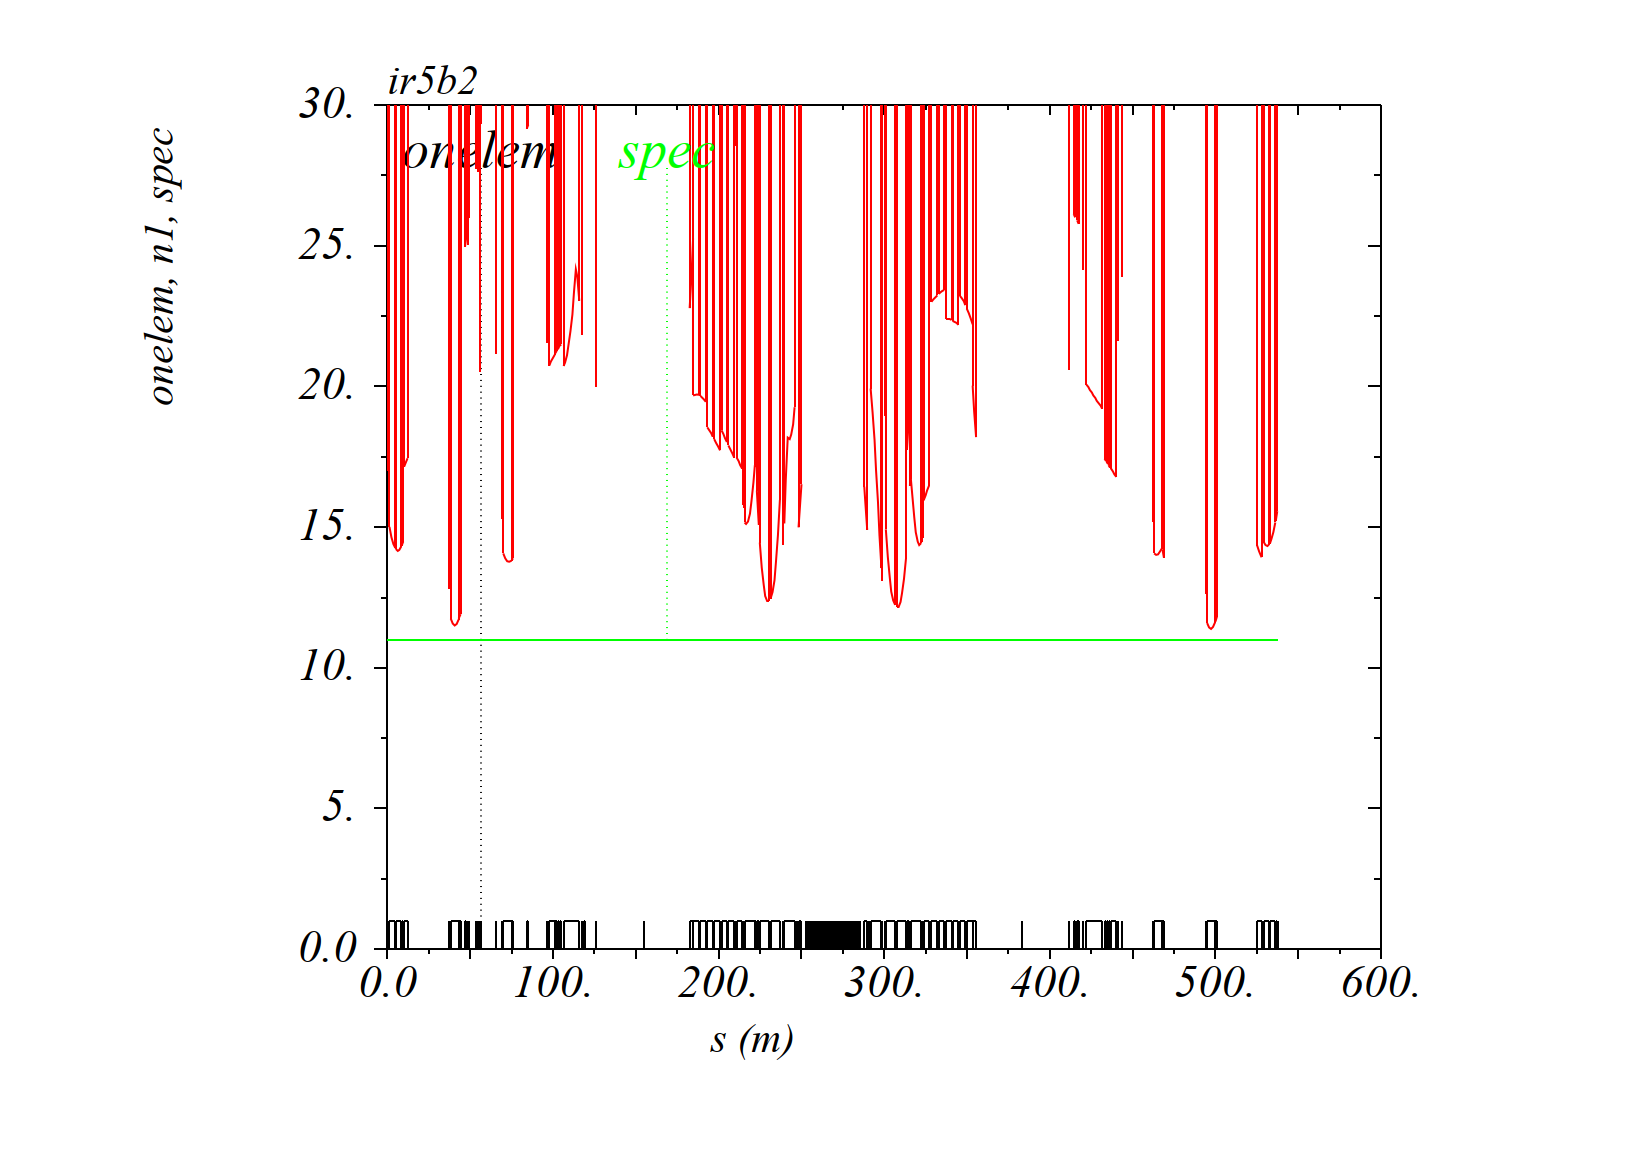 ir5b2
30.
onelem spec
onelem, n1, spec
25.
20.
15.
10.
5.
0.0
0.0 100. 200. 300. 400. 500. 600.
s (m)